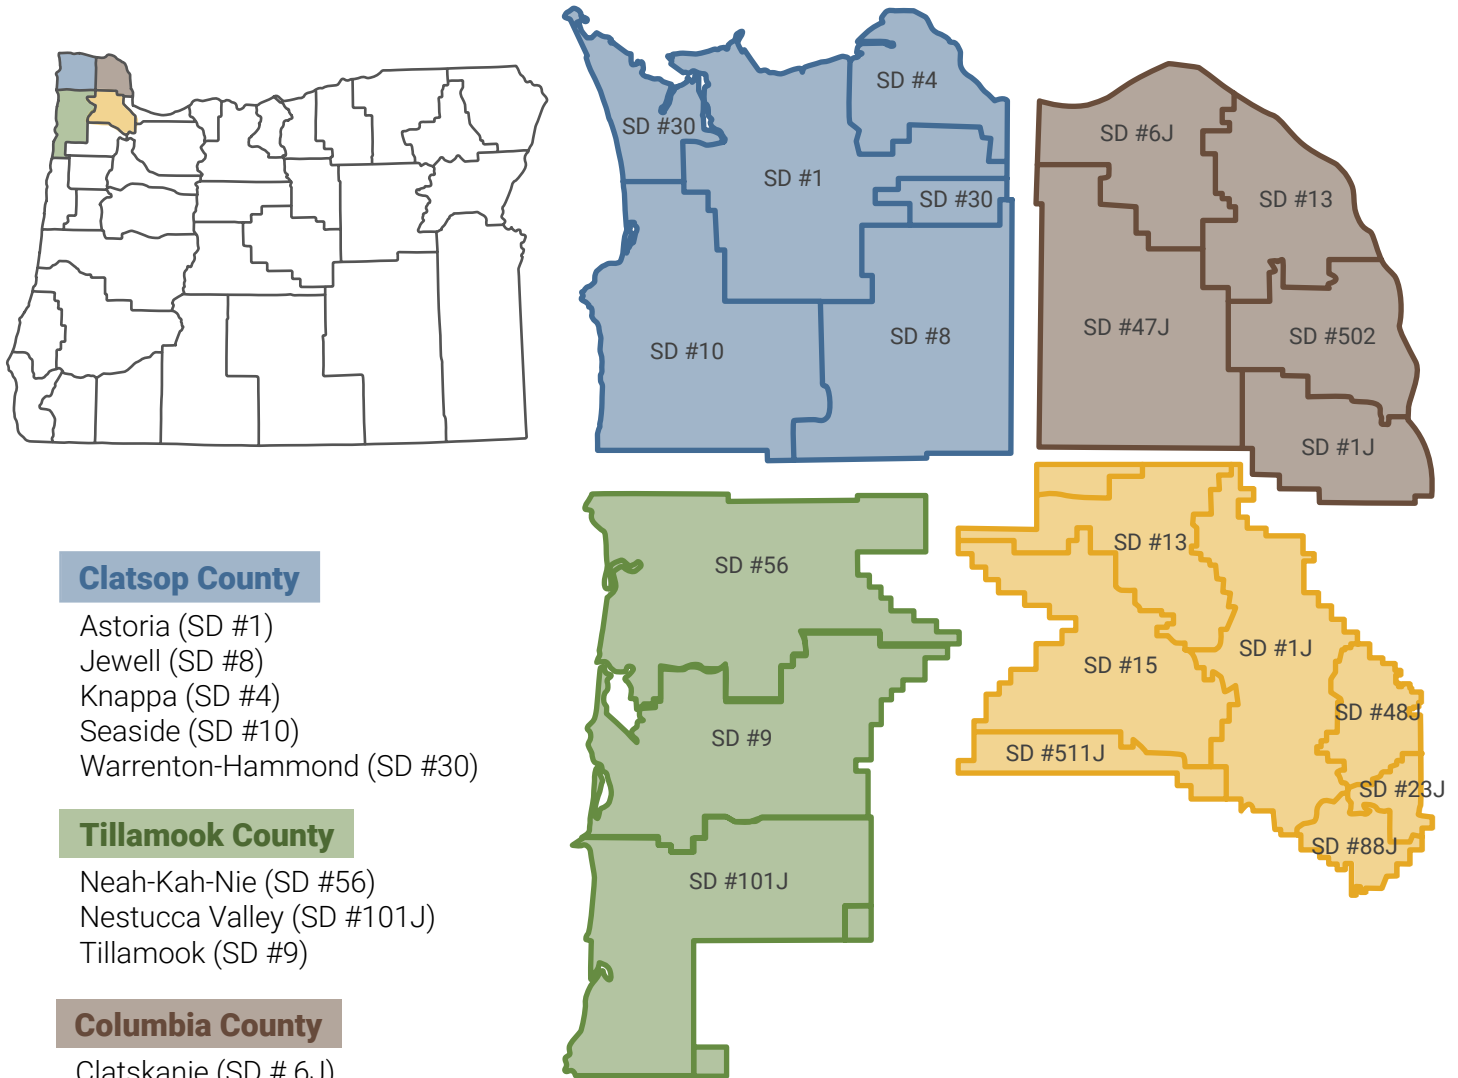 SD #4
SD #30
SD #1
SD #30
SD #10
SD #8
SD #6J
SD #13
SD #47J
SD #502
SD #1J
SD #56
SD #9
SD #101J
SD #13
SD #15
SD #1J
SD #48J
SD #511J
SD #23J
SD #88J
Clatsop County
Astoria (SD #1)
Jewell (SD #8)
Knappa (SD #4)
Seaside (SD #10)
Warrenton-Hammond (SD #30)
Tillamook County
Neah-Kah-Nie (SD #56)
Nestucca Valley (SD #101J)
Tillamook (SD #9)
Columbia County
Clatskanie (SD # 6J)